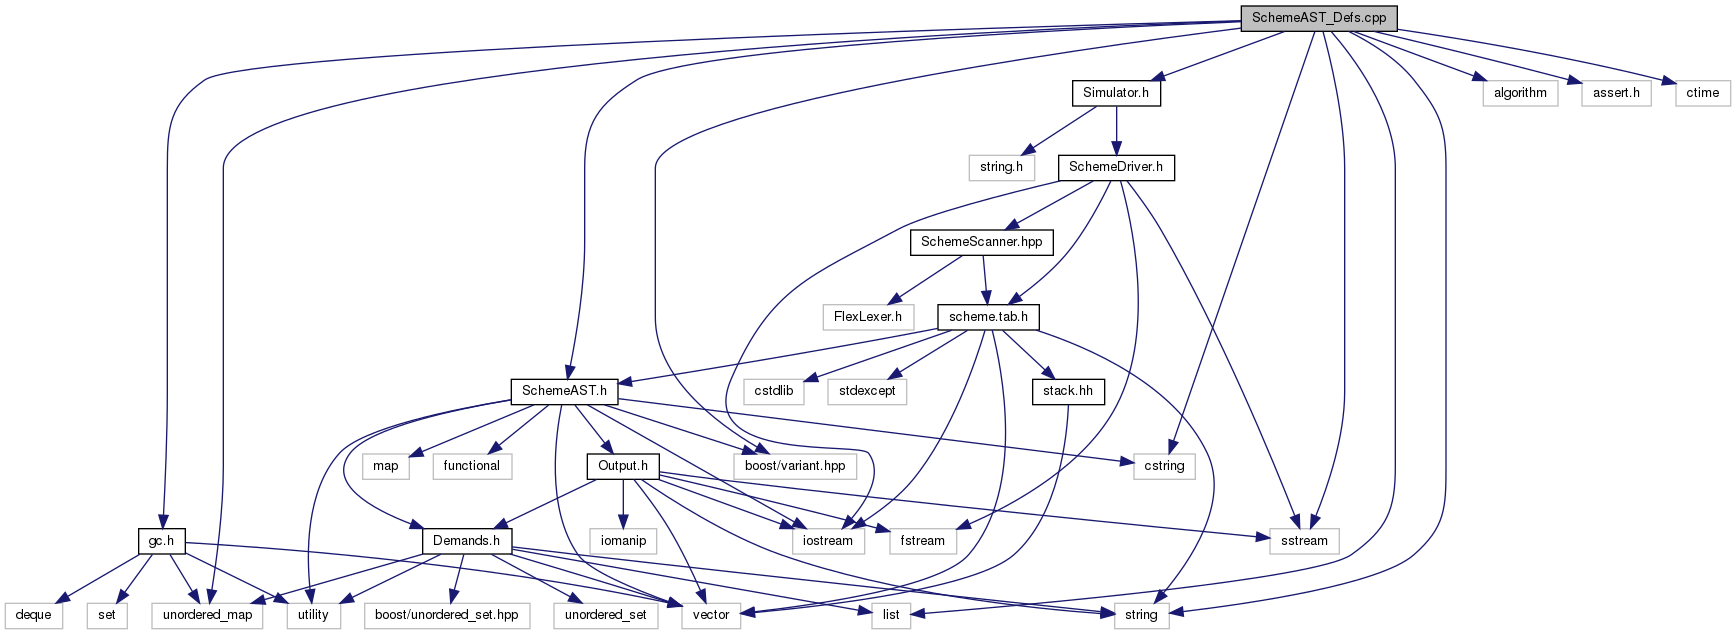 SchemeAST_Defs.cpp
Simulator.h
algorithm
assert.h
ctime
string.h
SchemeDriver.h
SchemeScanner.hpp
FlexLexer.h
scheme.tab.h
SchemeAST.h
cstdlib
stdexcept
stack.hh
map
functional
Output.h
boost/variant.hpp
cstring
gc.h
Demands.h
iomanip
iostream
fstream
sstream
deque
set
unordered_map
utility
boost/unordered_set.hpp
unordered_set
vector
list
string